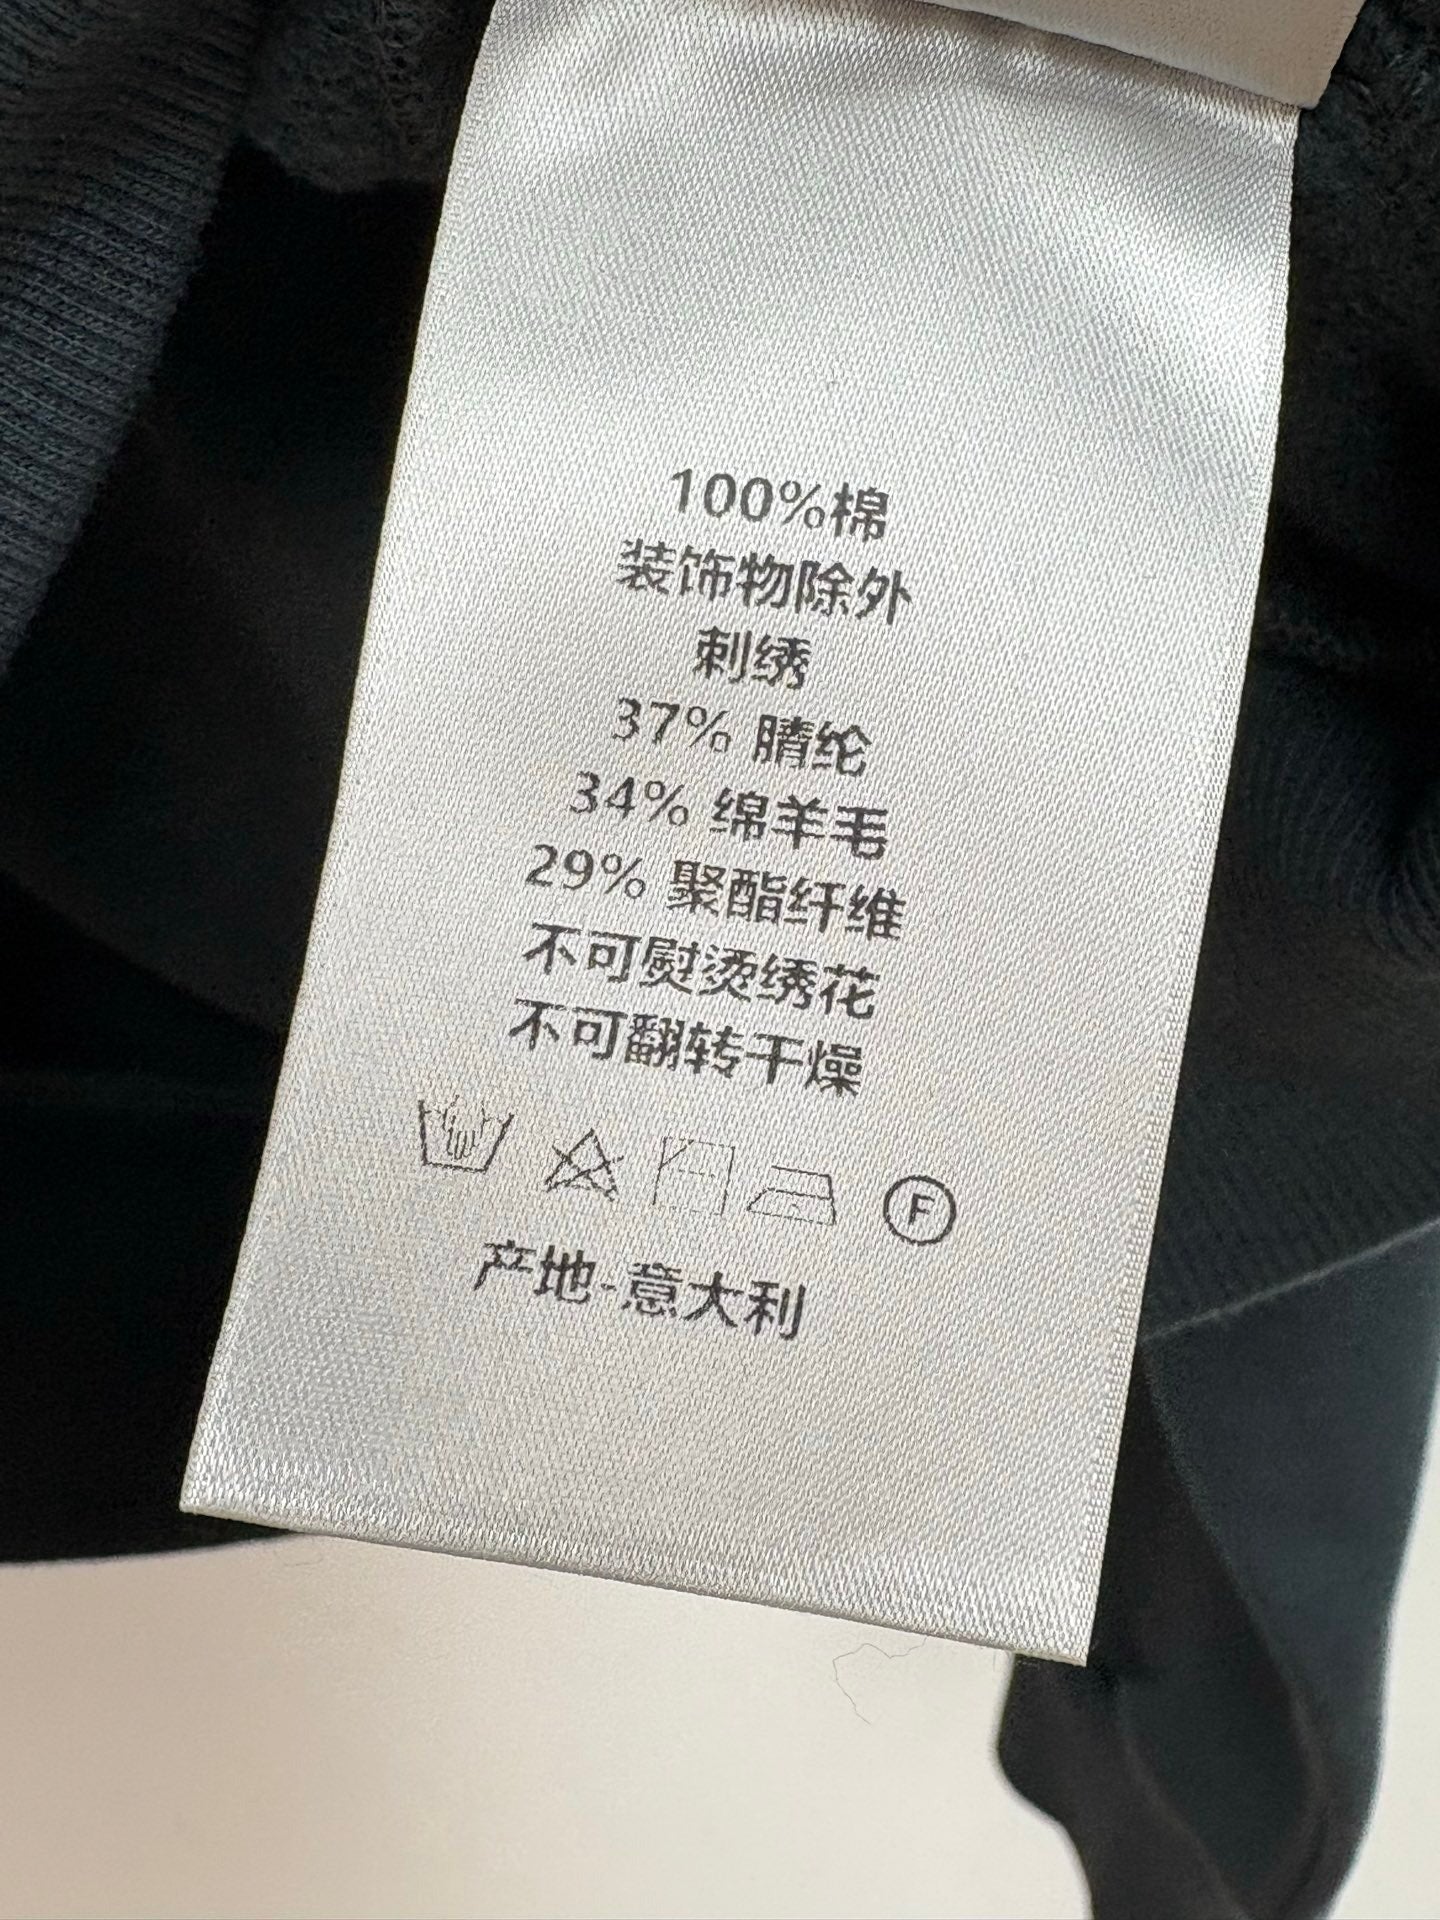 100%棉
装饰物除外
刺绣
37% 腈纶
34% 绵羊毛
29% 聚酯纤维
不可熨烫绣花
不可翻转干燥
F
产地-意大利